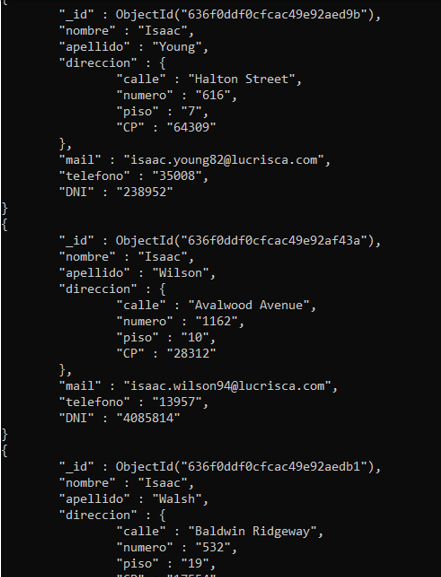 {
"_id" : ObjectId("636f0ddf0cfcac49e92aed9b"),
"nombre" : "Isaac",
"apellido" : "Young",
"direccion" : {
"calle" : "Halton Street",
"numero" : "616",
"piso" : "7",
"CP" : "64309"
},
"mail" : "isaac.young82@lucrisca.com",
"telefono" : "35008",
"DNI" : "238952"
}
{
"_id" : ObjectId("636f0ddf0cfcac49e92af43a"),
"nombre" : "Isaac",
"apellido" : "Wilson",
"direccion" : {
"calle" : "Avalwood Avenue",
"numero" : "1162",
"piso" : "10",
"CP" : "28312"
},
"mail" : "isaac.wilson94@lucrisca.com",
"telefono" : "13957",
"DNI" : "4085814"
}
{
"_id" : ObjectId("636f0ddf0cfcac49e92aedb1"),
"nombre" : "Isaac",
"apellido" : "Walsh",
"direccion" : {
"calle" : "Baldwin Ridgeway",
"numero" : "532",
"piso" : "19",
"CP" :